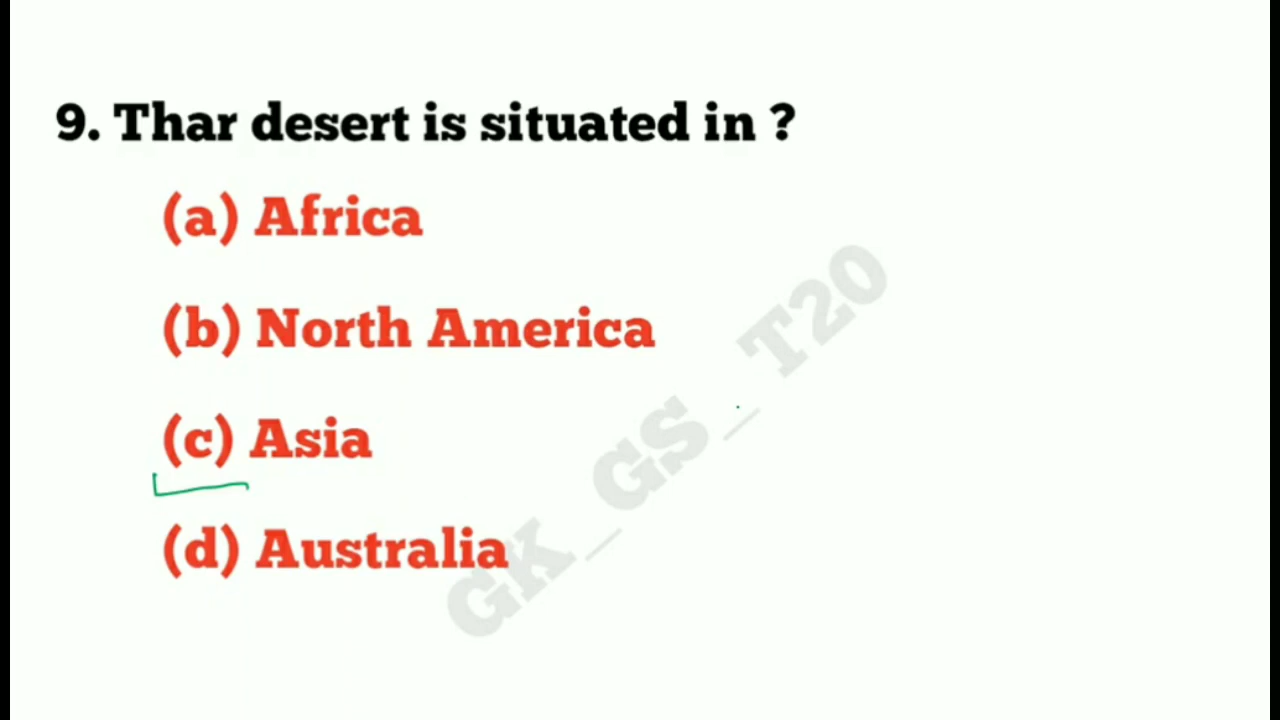 9. Thar desert is situated in ?
(a) Africa
(b) North America
(c) Asia
(d) Australia
GK_GS_T20